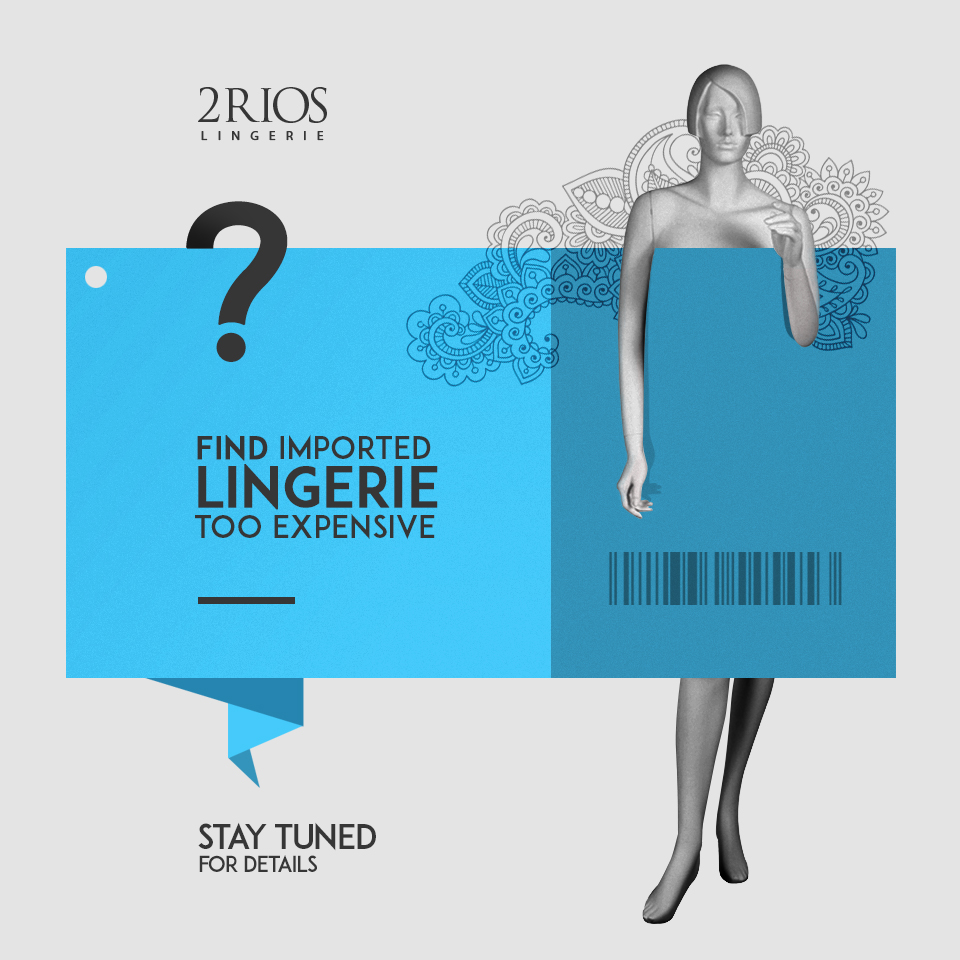 2RIOS
LINGERIE
?
FIND IMPORTED
LINGERIE
TOO EXPENSIVE
STAY TUNED
FOR DETAILS